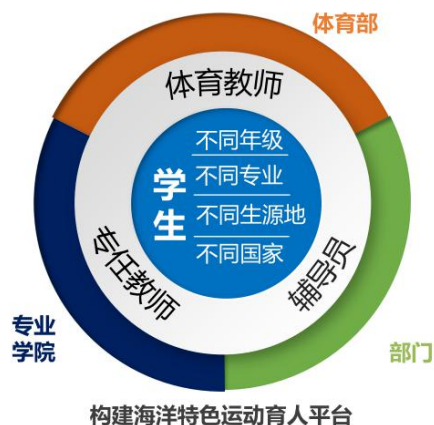 体育部
体育教师
学生
不同年级
不同专业
不同生源地
不同国家
专任教师
辅导员
专业
学院
部门
构建海洋特色运动育人平台